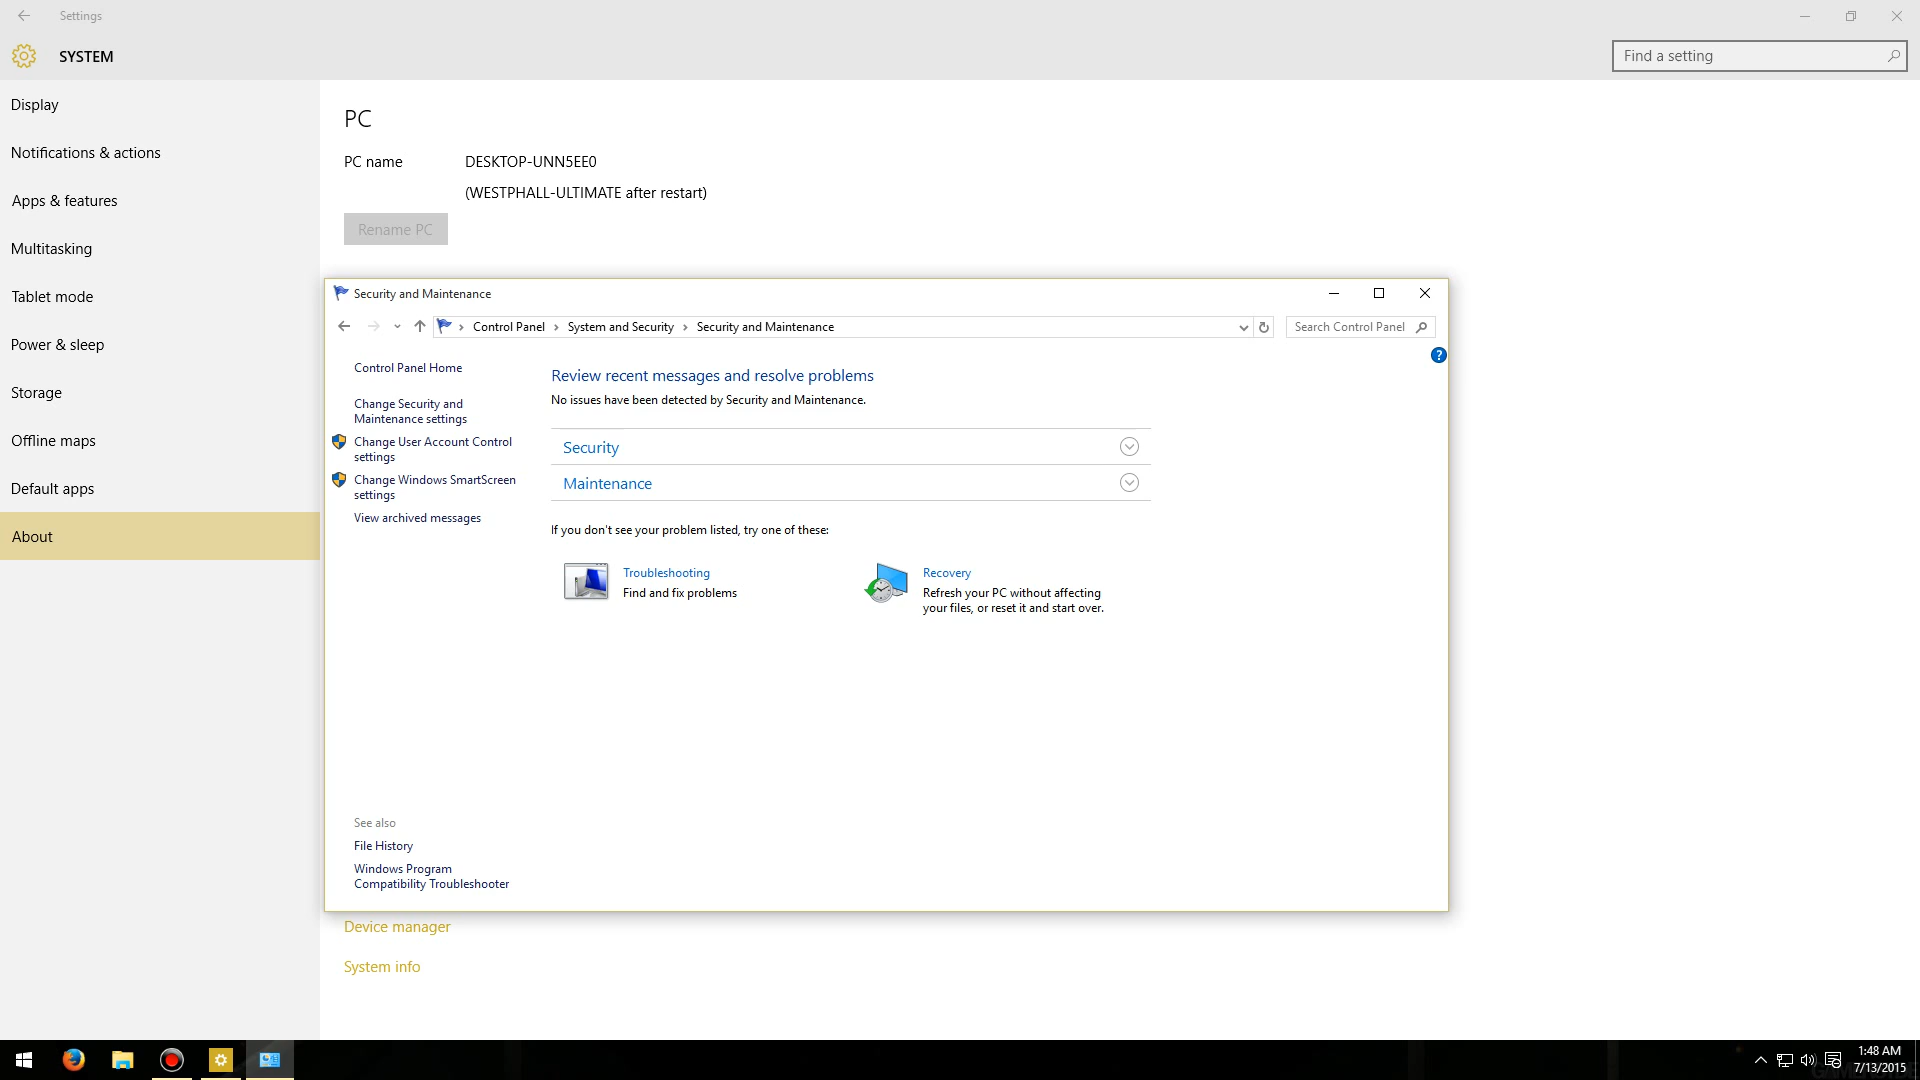 Settings
SYSTEM
Find a setting
Display
Notifications & actions
Apps & features
Multitasking
Tablet mode
Power & sleep
Storage
Offline maps
Default apps
About
PC
PC name
DESKTOP-UNN5EE0
(WESTPHALL-ULTIMATE after restart)
Rename PC
Security and Maintenance
Control Panel
System and Security
Security and Maintenance
Search Control Panel
?
Control Panel Home
Change Security and
Maintenance settings
Change User Account Control
settings
Change Windows SmartScreen
settings
View archived messages
Review recent messages and resolve problems
No issues have been detected by Security and Maintenance.
Security
Maintenance
If you don't see your problem listed, try one of these:
Troubleshooting
Find and fix problems
Recovery
Refresh your PC without affecting
your files, or reset it and start over.
See also
File History
Windows Program
Compatibility Troubleshooter
Device manager
System info
1:48 AM
7/13/2015